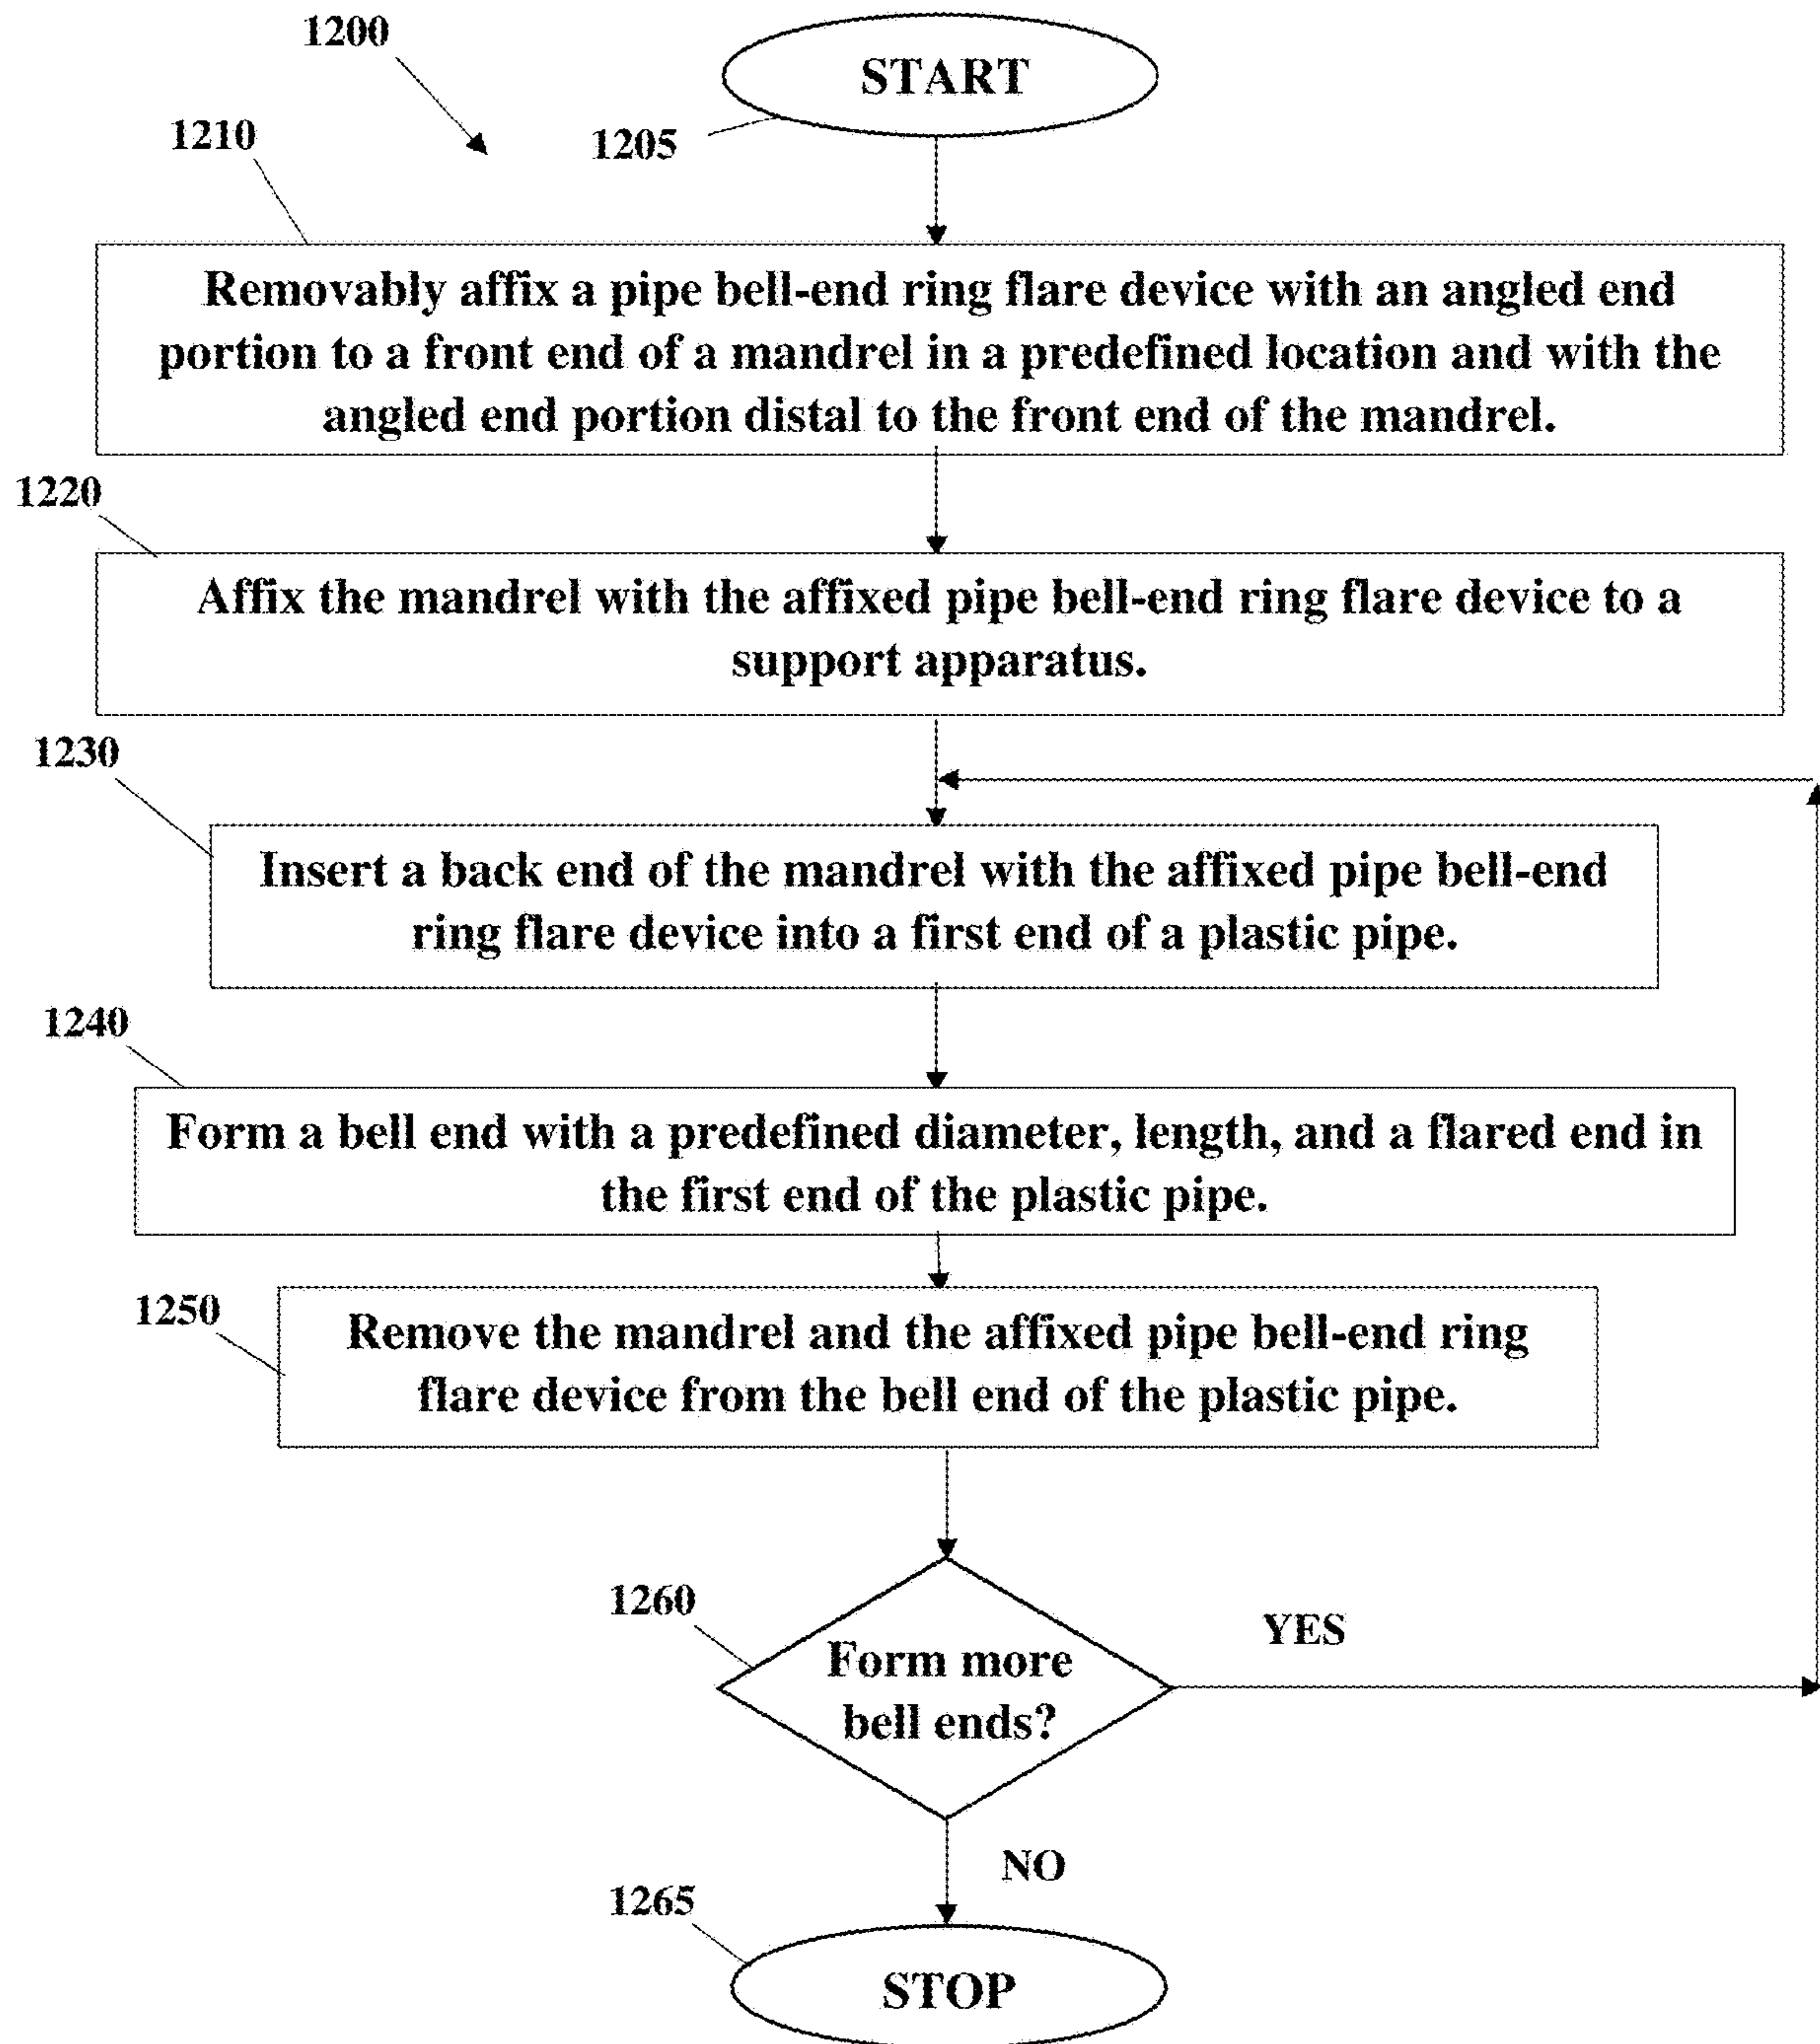 1200
START
1205
1210
Removably affix a pipe bell-end ring flare device with an angled end
portion to a front end of a mandrel in a predefined location and with the
angled end portion distal to the front end of the mandrel.
1220
Affix the mandrel with the affixed pipe bell-end ring flare device to a
support apparatus.
1230
Insert a back end of the mandrel with the affixed pipe bell-end
ring flare device into a first end of a plastic pipe.
1240
Form a bell end with a predefined diameter, length, and a flared end in
the first end of the plastic pipe.
1250
Remove the mandrel and the affixed pipe bell-end ring
flare device from the bell end of the plastic pipe.
1260
Form more
bell ends?
YES
NO
1265
STOP